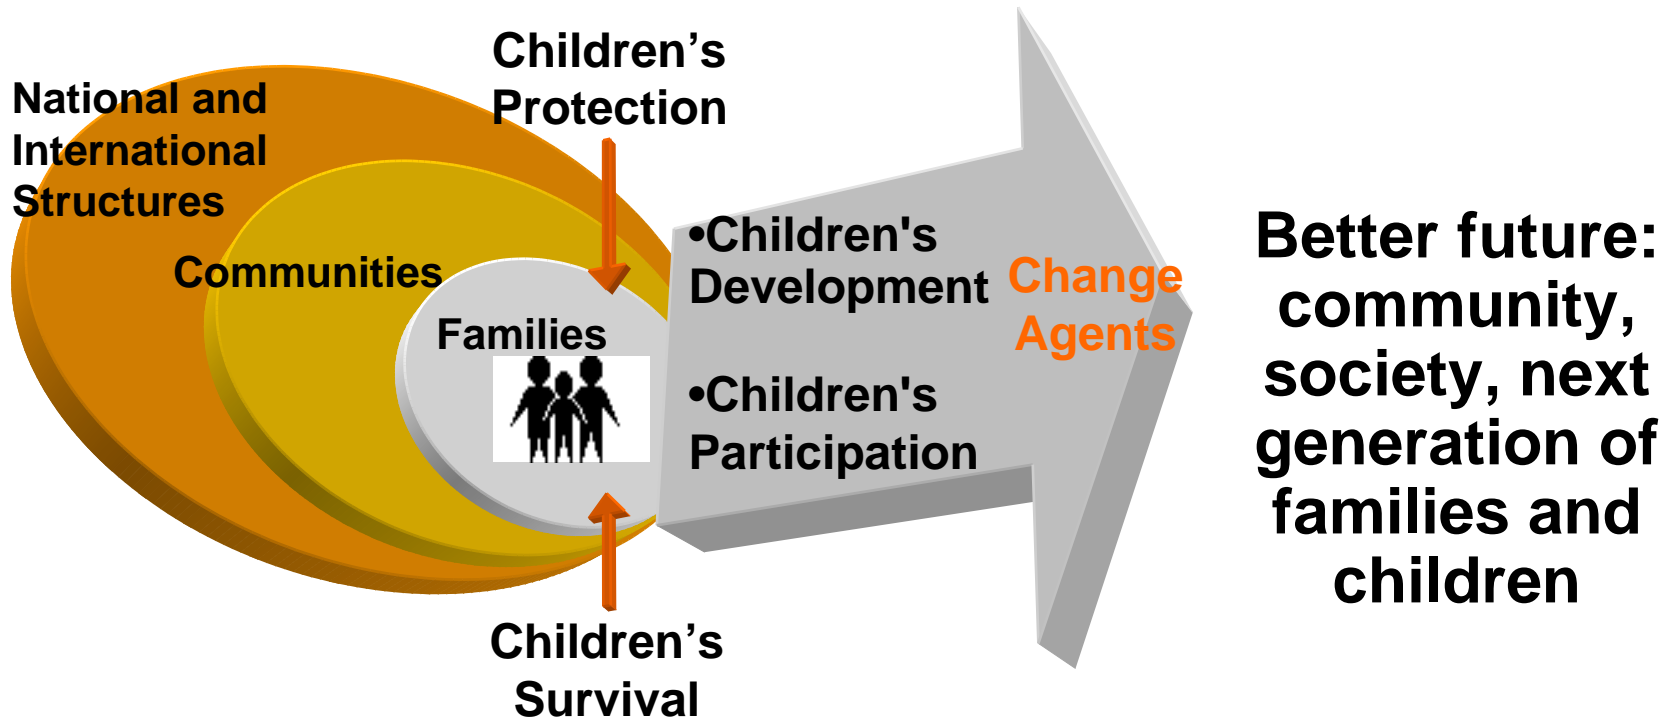 Children’s
Protection
National and
International
Structures
Communities
Families
•Children's
Development
•Children's
Participation
Change
Agents
Children’s
Survival
Better future:
community,
society, next
generation of
families and
children